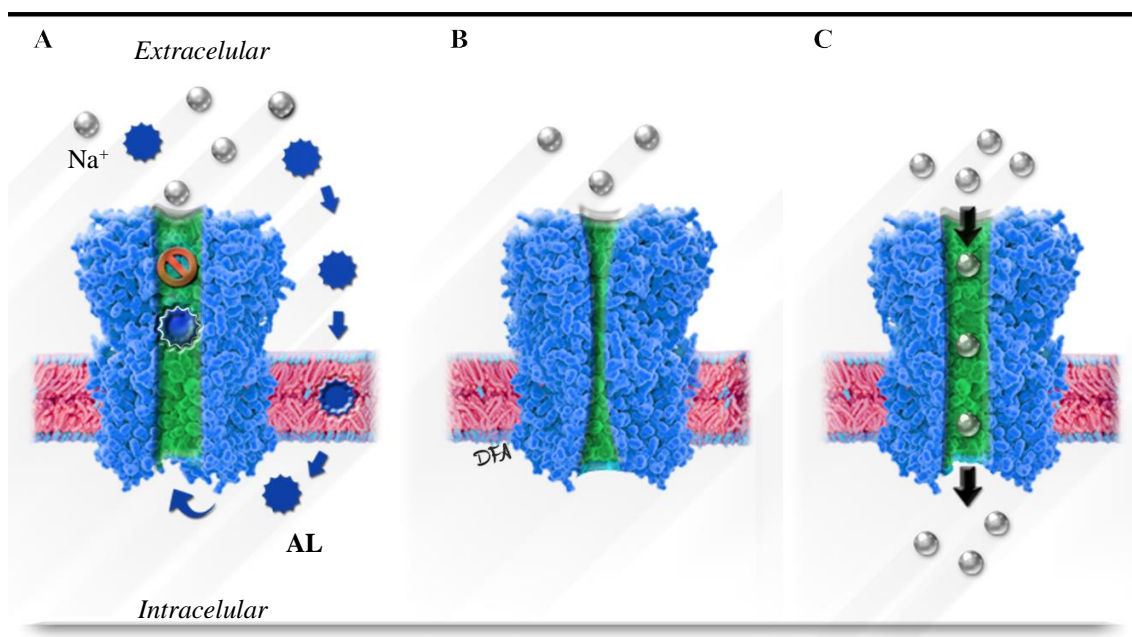 A
B
C
Extracelular
Na⁺
DFA
AL
Intracelular